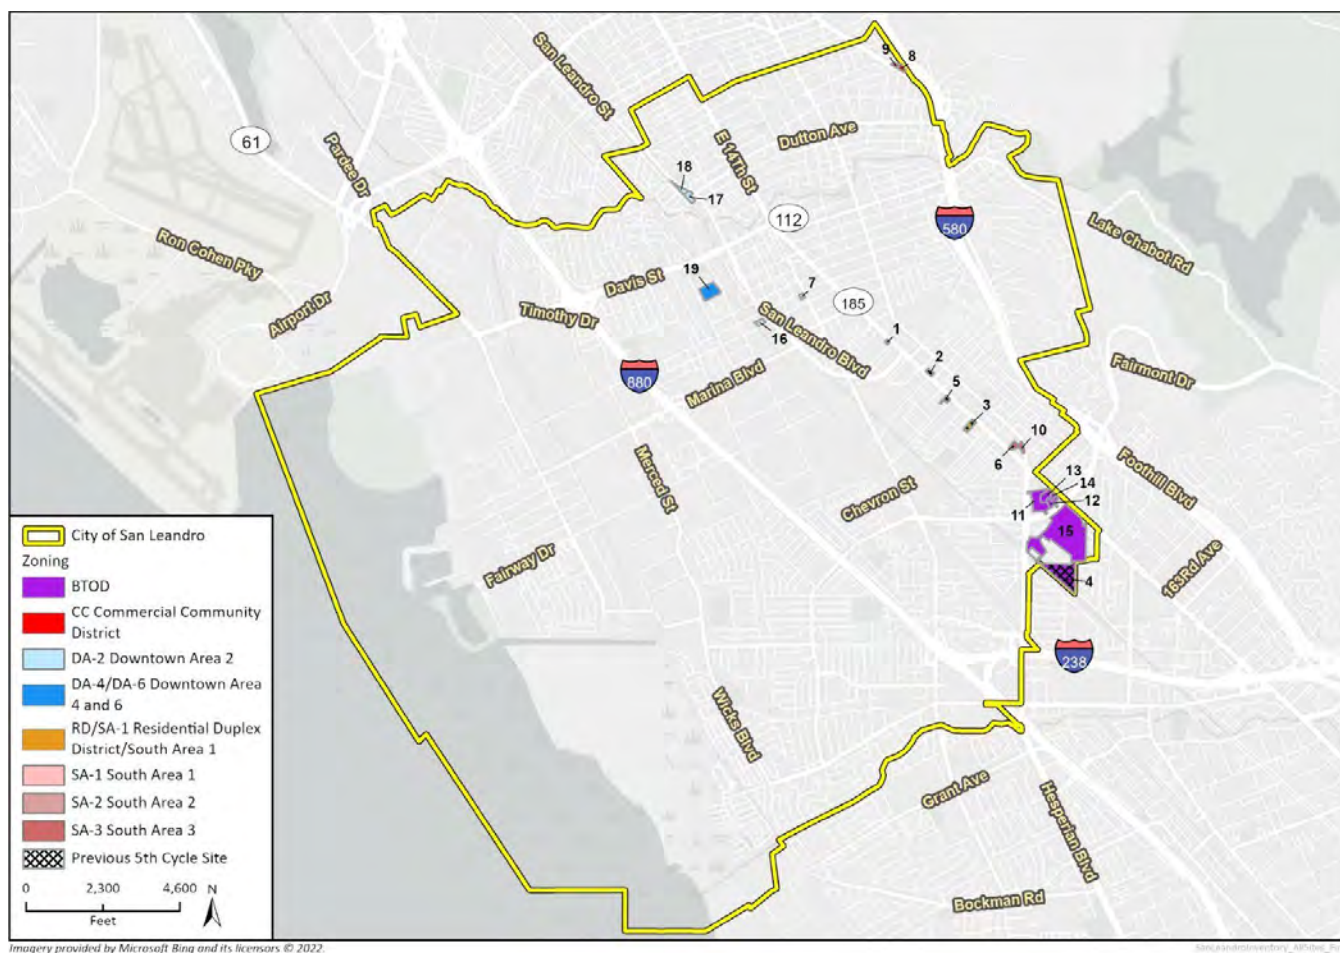 9
8
San Leandro St
E 14Th St
Dutton Ave
61
Pardee Dr
18
17
112
580
Lake Chabot Rd
Ron Cohen Pky
Airport Dr
Davis St
19
7
185
Timothy Dr
16
San Leandro Blvd
1
2
Fairmont Dr
880
Marina Blvd
5
3
10
6
Merced St
Foothill Blvd
13
14
12
11
Chevron St
15
163Rd Ave
4
Fairway Dr
238
Wicks Blvd
Grant Ave
Hesperian Blvd
Bockman Rd
City of San Leandro
Zoning
BTOD
CC Commercial Community
District
DA-2 Downtown Area 2
DA-4/DA-6 Downtown Area
4 and 6
RD/SA-1 Residential Duplex
District/South Area 1
SA-1 South Area 1
SA-2 South Area 2
SA-3 South Area 3
Previous 5th Cycle Site
0 2,300 4,600 N
Feet
Imagery provided by Microsoft Bing and its licensors © 2022.